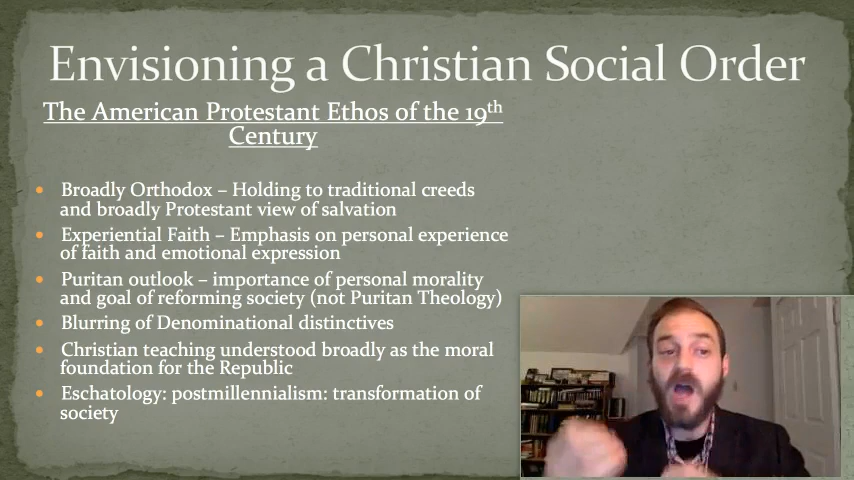 Envisioning a Christian Social Order
The American Protestant Ethos of the 19th
Century
• Broadly Orthodox – Holding to traditional creeds
and broadly Protestant view of salvation
• Experiential Faith – Emphasis on personal experience
of faith and emotional expression
• Puritan outlook – importance of personal morality
and goal of reforming society (not Puritan Theology)
• Blurring of Denominational distinctives
• Christian teaching understood broadly as the moral
foundation for the Republic
• Eschatology: postmillennialism: transformation of
society